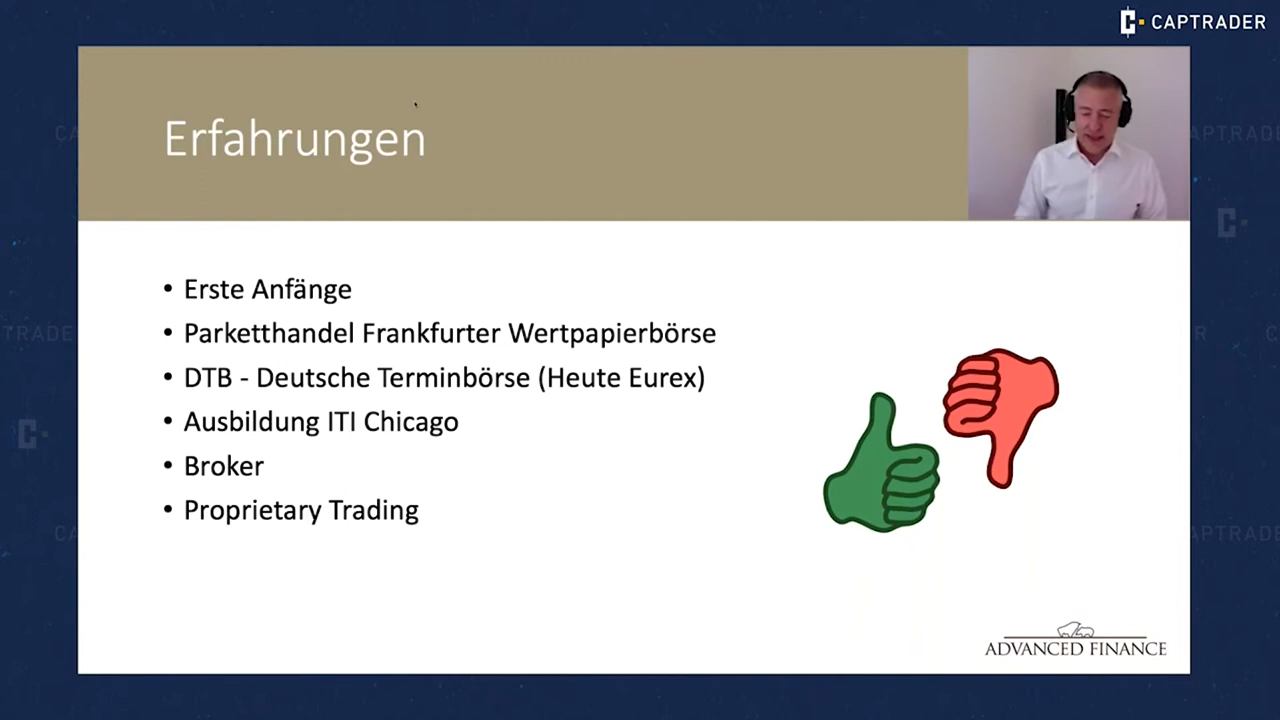 CAPTRADER
Erfahrungen
• Erste Anfänge
• Parketthandel Frankfurter Wertpapierbörse
• DTB - Deutsche Terminbörse (Heute Eurex)
• Ausbildung ITI Chicago
• Broker
• Proprietary Trading
ADVANCED FINANCE